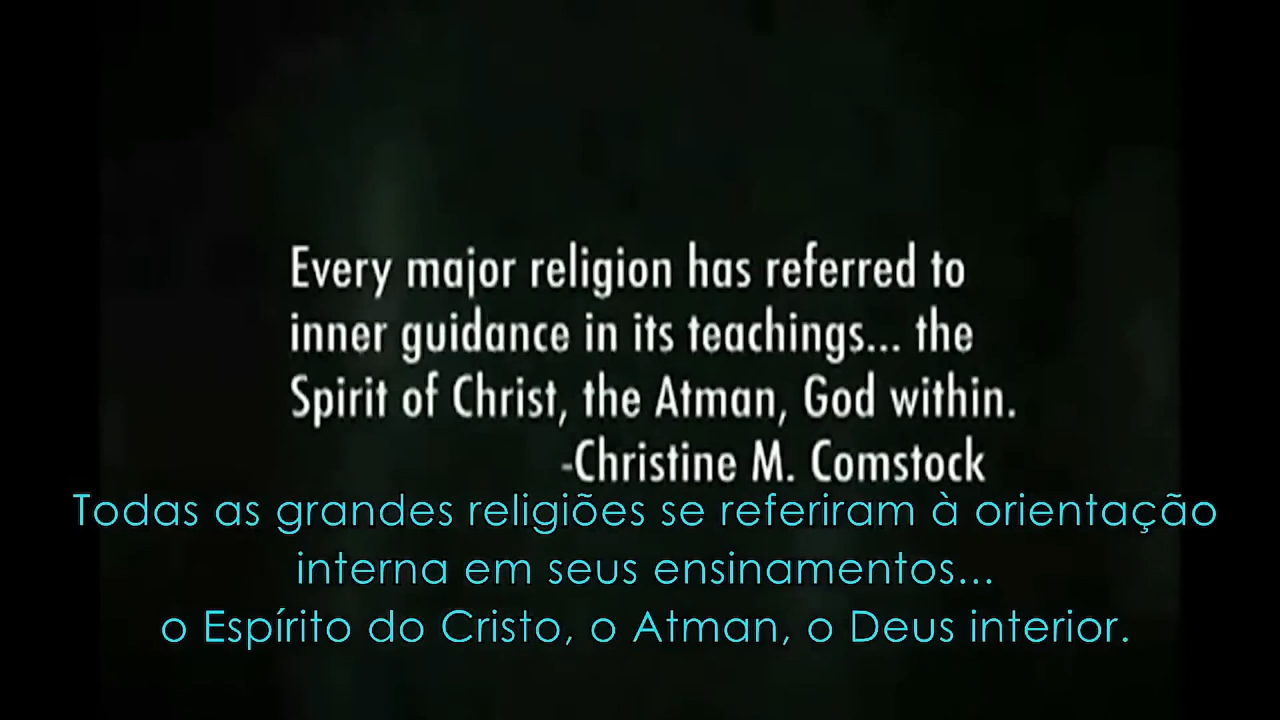 Every major religion has referred to
inner guidance in its teachings... the
Spirit of Christ, the Atman, God within.
-Christine M. Comstock
Todas as grandes religiões se referiram à orientação
interna em seus ensinamentos...
o Espírito do Cristo, o Atman, o Deus interior.